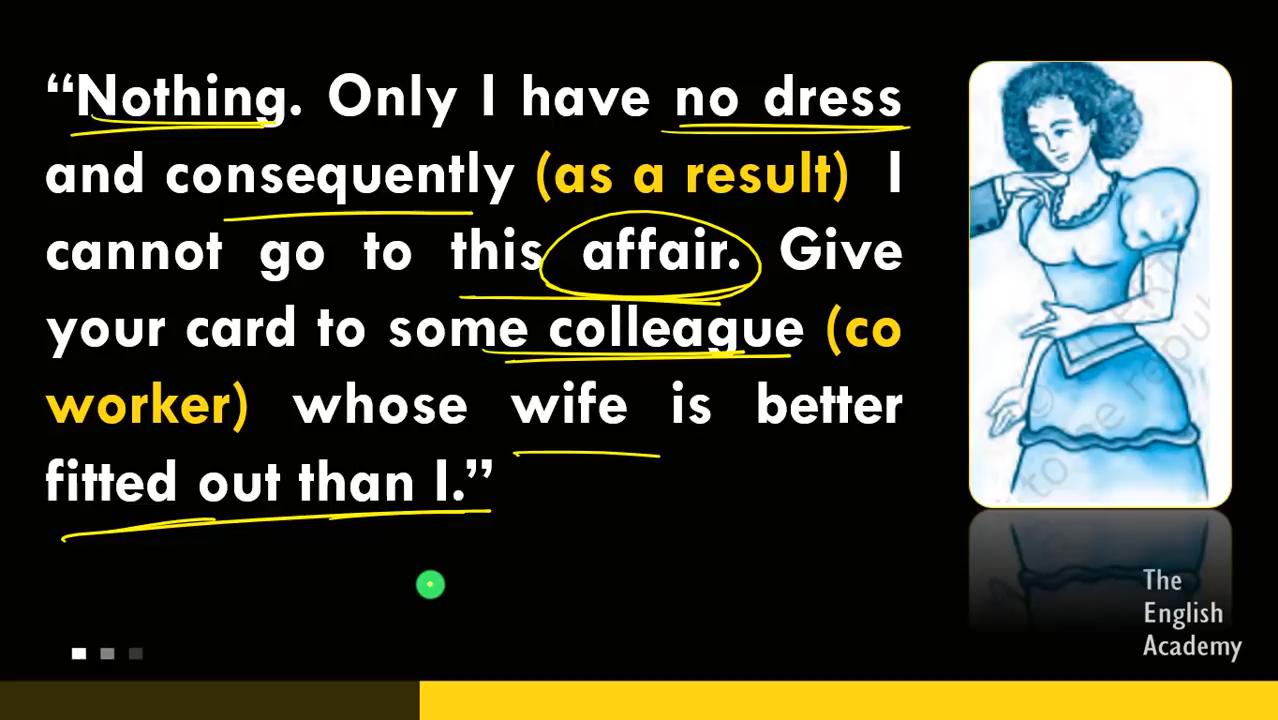 “Nothing. Only I have no dress
and consequently (as a result) I
cannot go to this affair. Give
your card to some colleague (co
worker) whose wife is better
fitted out than I.”
The
English
Academy